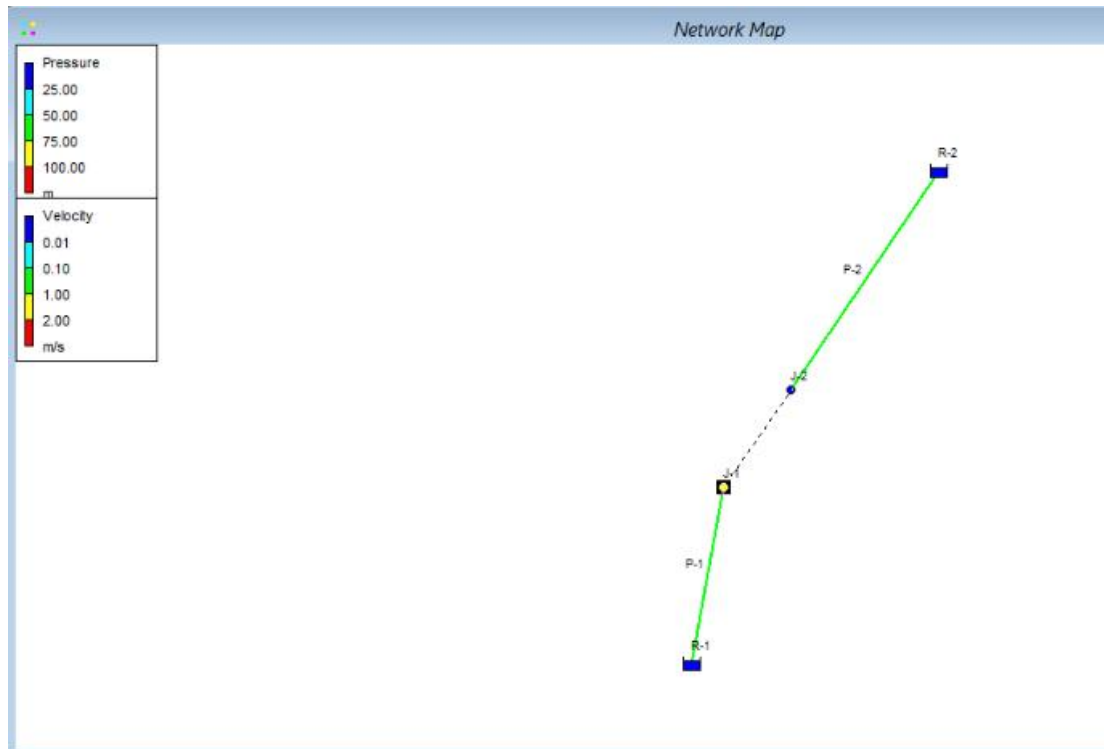 Network Map
Pressure
25.00
50.00
75.00
100.00
m
Velocity
0.01
0.10
1.00
2.00
m/s
R-2
P-2
J-2
J-1
P-1
R-1